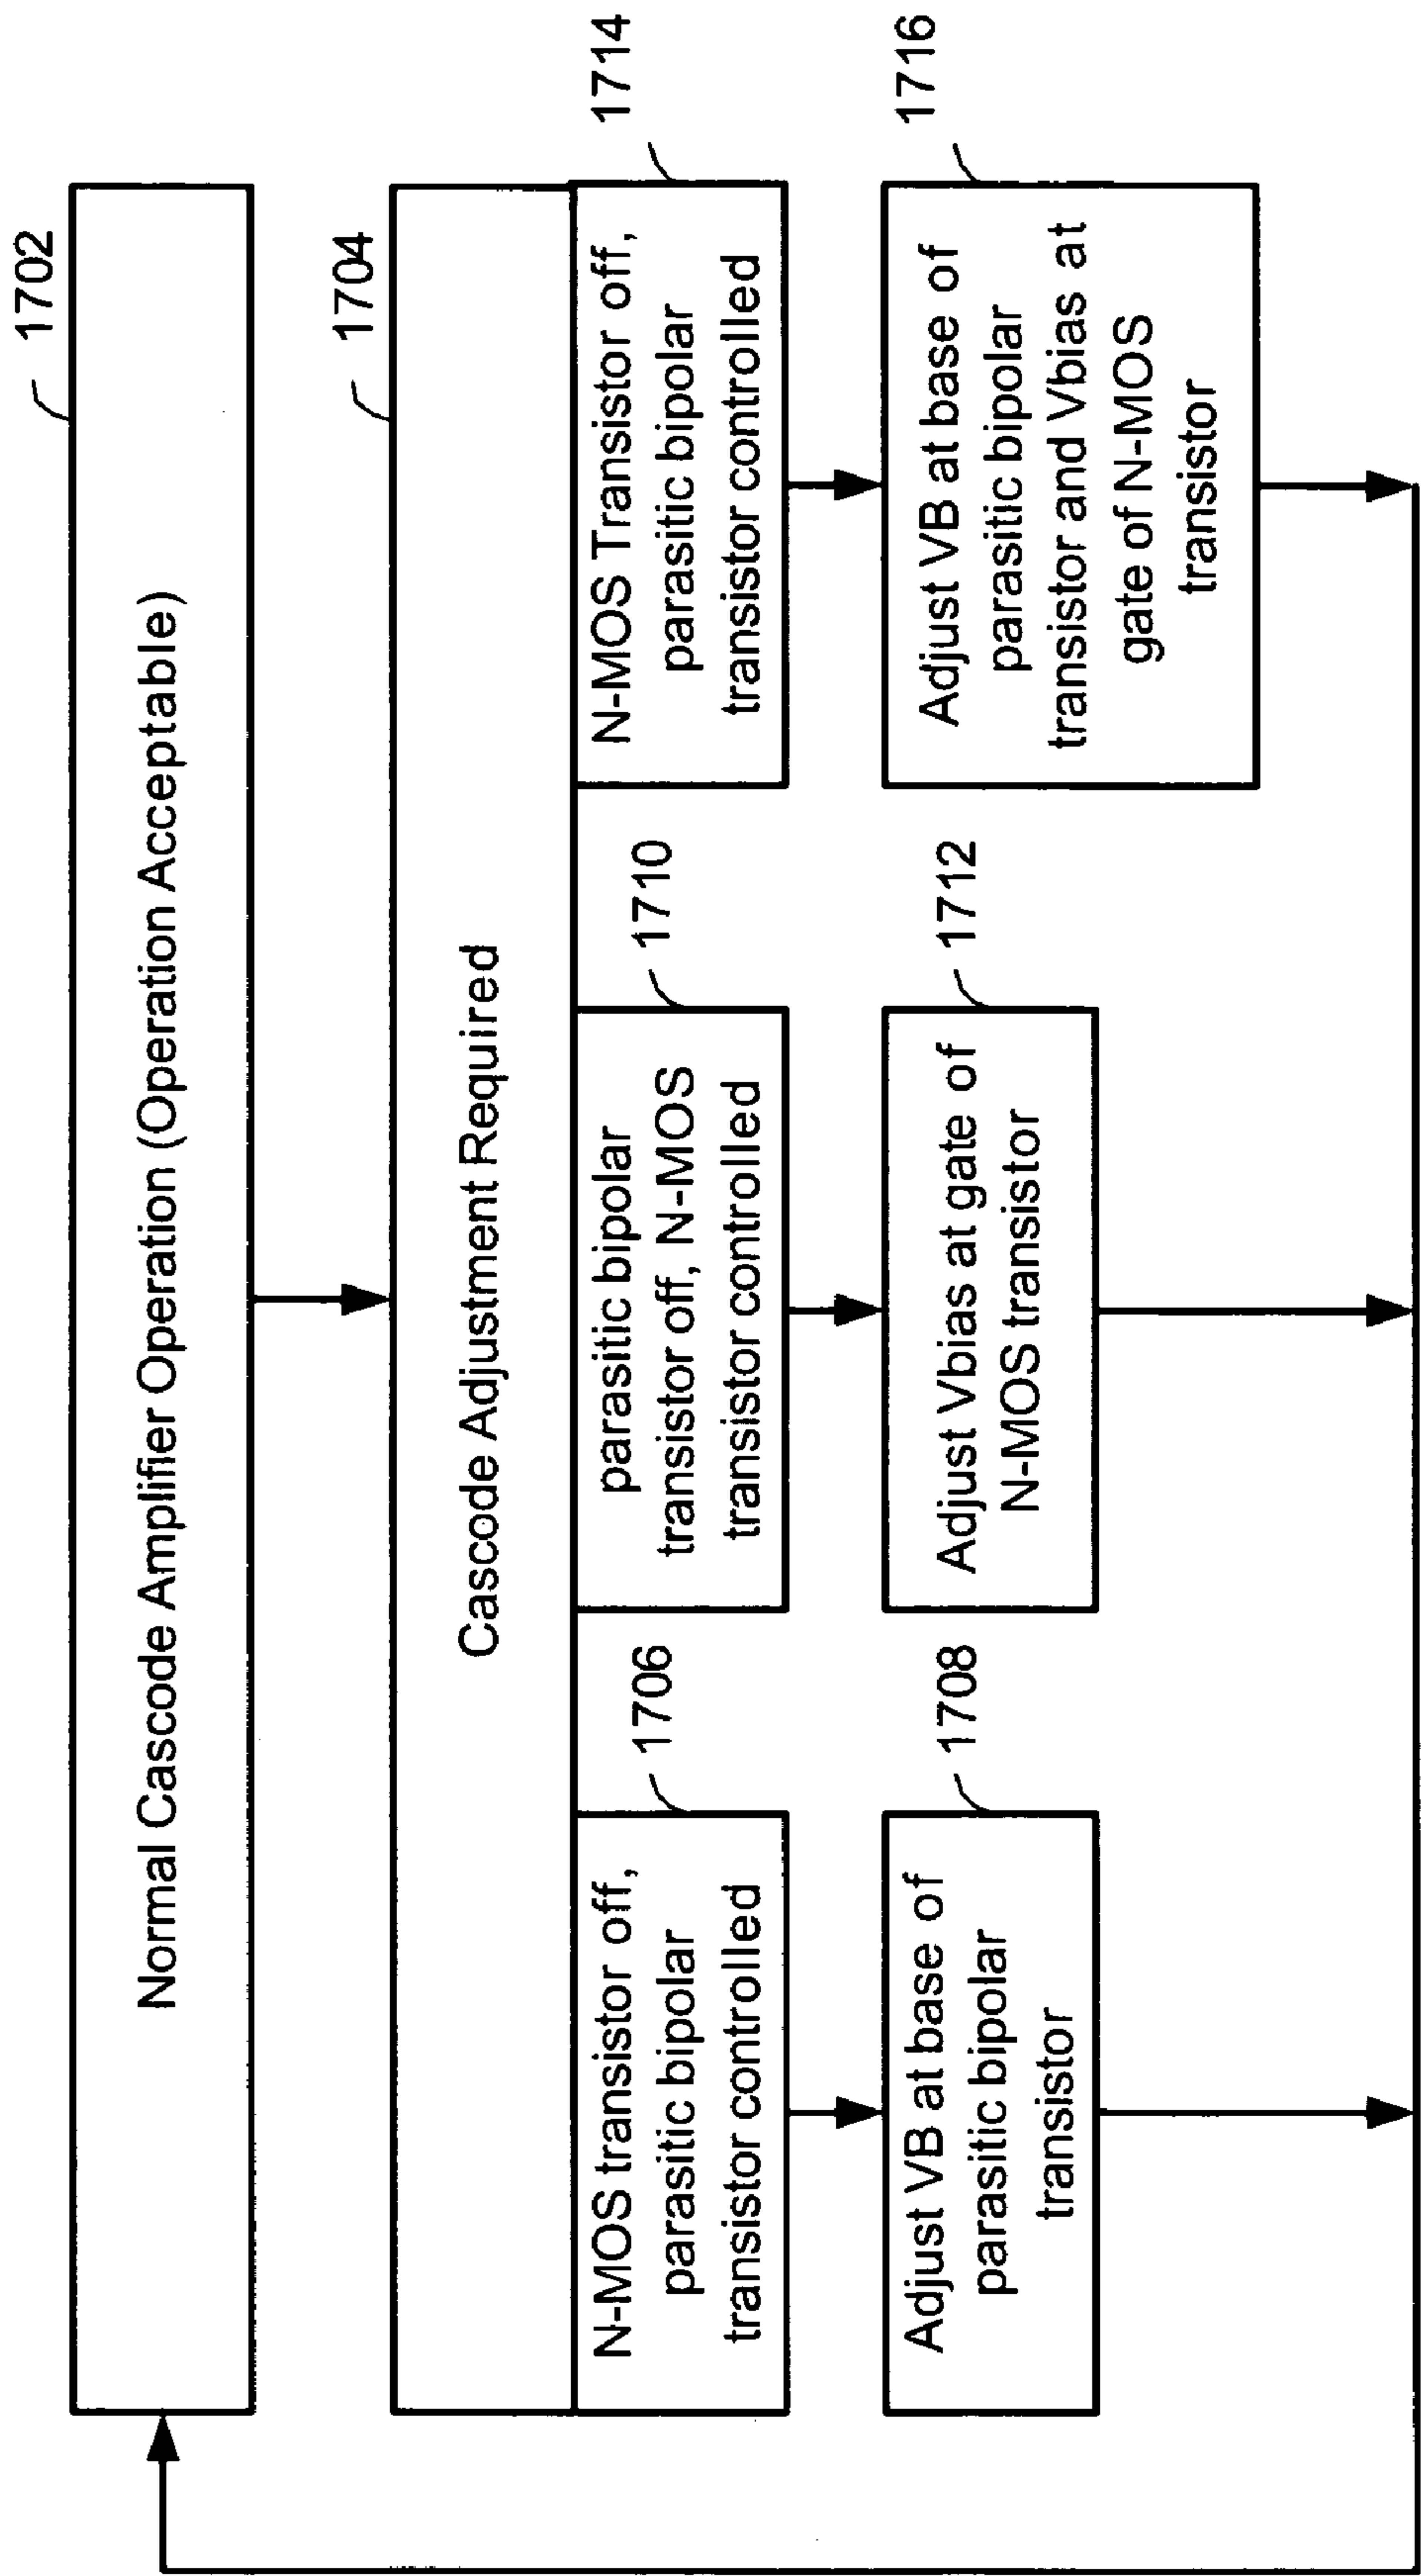 1702
Normal Cascode Amplifier Operation (Operation Acceptable)
1704
Cascode Adjustment Required
1706
N-MOS transistor off,
parasitic bipolar
transistor controlled
1710
parasitic bipolar
transistor off, N-MOS
transistor controlled
1714
N-MOS Transistor off,
parasitic bipolar
transistor controlled
1708
Adjust VB at base of
parasitic bipolar
transistor
1712
Adjust Vbias at gate of
N-MOS transistor
1716
Adjust VB at base of
parasitic bipolar
transistor and Vbias at
gate of N-MOS
transistor